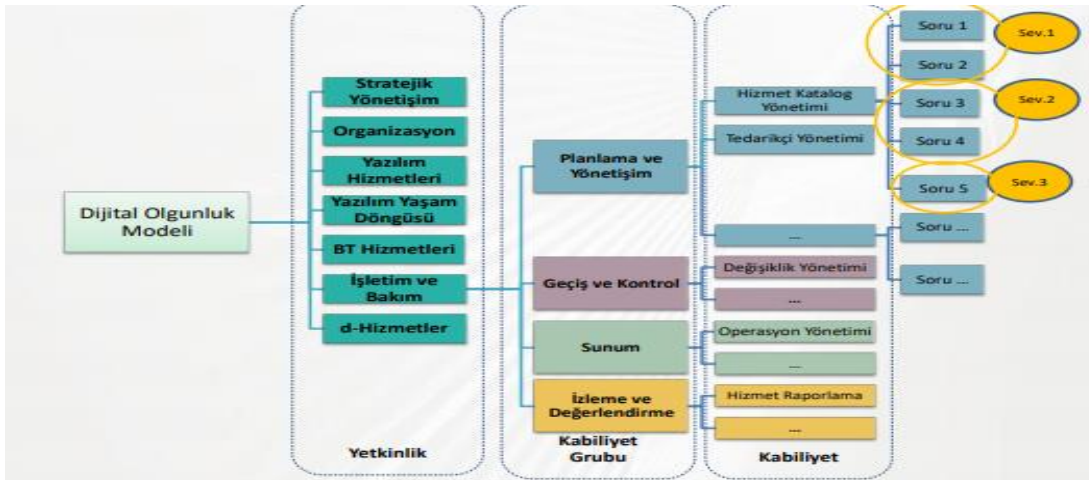 Dijital Olgunluk
Modeli
Stratejik
Yönetişim
Organizasyon
Yazılım
Hizmetleri
Yazılım Yaşam
Döngüsü
BT Hizmetleri
İşletim ve
Bakım
d-Hizmetler
Yetkinlik
Planlama ve
Yönetişim
Geçiş ve Kontrol
Sunum
İzleme ve
Değerlendirme
Kabiliyet
Grubu
Hizmet Katalog
Yönetimi
Tedarikçi Yönetimi
...
Değişiklik Yönetimi
...
Operasyon Yönetimi
...
Hizmet Raporlama
...
Kabiliyet
Soru 1
Soru 2
Soru 3
Soru 4
Soru 5
Soru ...
Soru ...
Sev.1
Sev.2
Sev.3